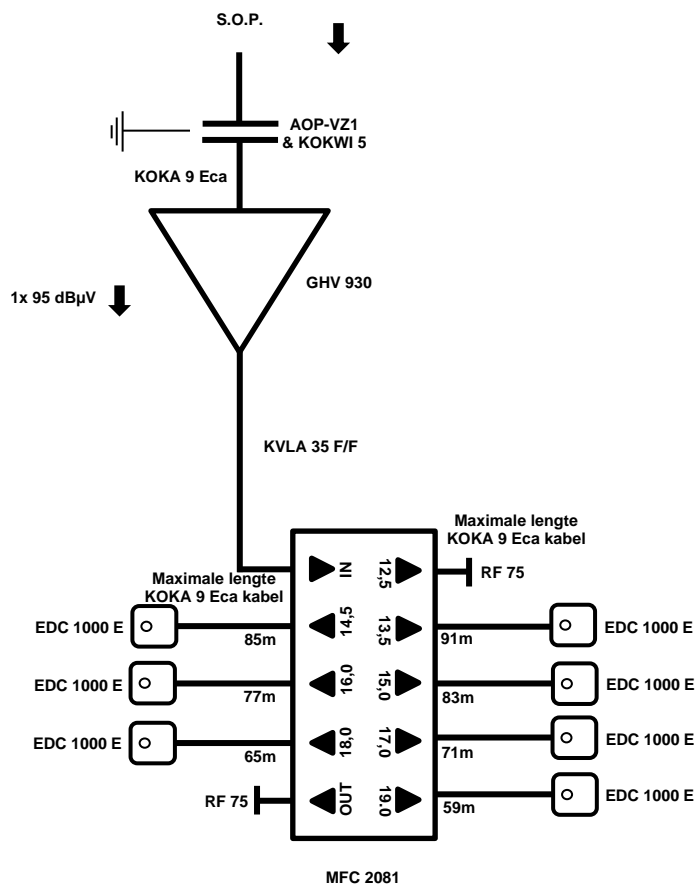 S.O.P.
AOP-VZ1
& KOKWI 5
KOKA 9 Eca
GHV 930
1x 95 dBµV
KVLA 35 F/F
Maximale lengte
KOKA 9 Eca kabel
Maximale lengte
KOKA 9 Eca kabel
IN
12,5
RF 75
EDC 1000 E
85m
14,5
13,5
91m
EDC 1000 E
EDC 1000 E
77m
16,0
15,0
83m
EDC 1000 E
EDC 1000 E
65m
18,0
17,0
71m
EDC 1000 E
RF 75
OUT
19.0
59m
EDC 1000 E
MFC 2081